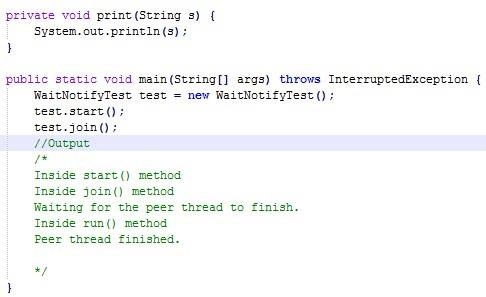 private void print(String s) {
System.out.println(s);
}
public static void main(String[] args) throws InterruptedException {
WaitNotifyTest test = new WaitNotifyTest();
test.start();
test.join();
//Output
/*
Inside start() method
Inside join() method
Waiting for the peer thread to finish.
Inside run() method
Peer thread finished.
*/
}